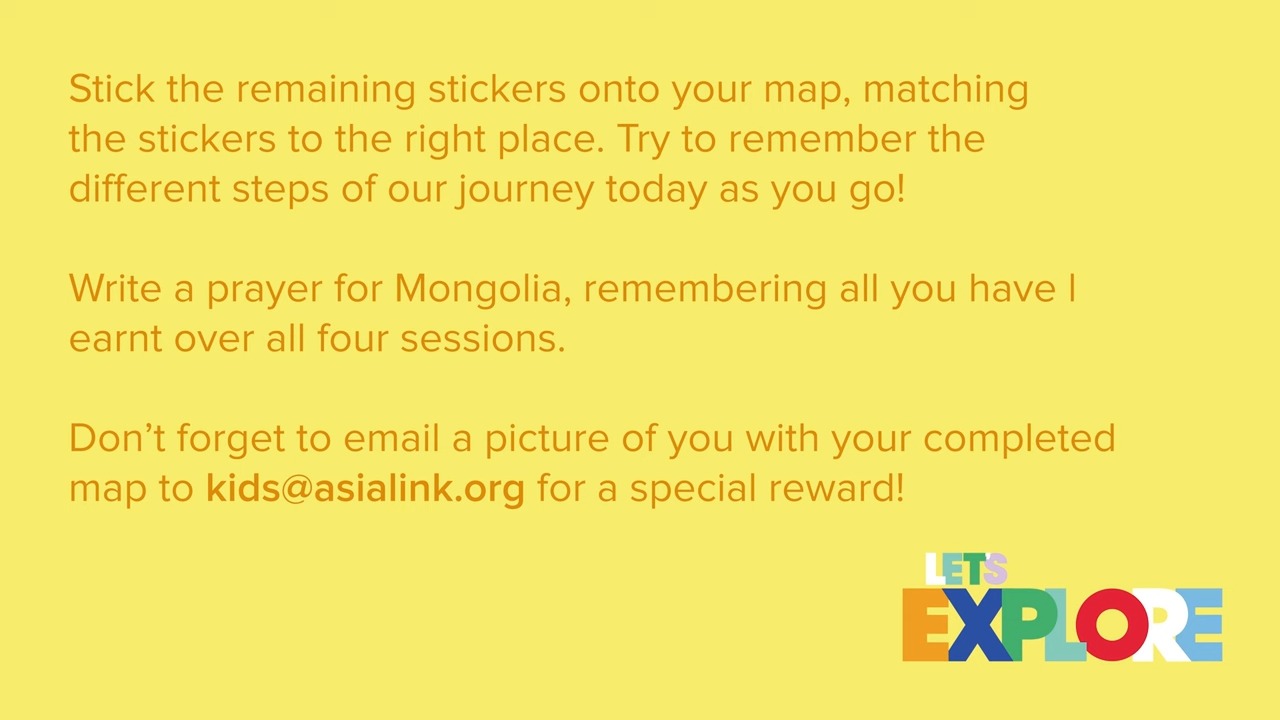 Stick the remaining stickers onto your map, matching
the stickers to the right place. Try to remember the
different steps of our journey today as you go!
Write a prayer for Mongolia, remembering all you have l
earnt over all four sessions.
Don’t forget to email a picture of you with your completed
map to kids@asialink.org for a special reward!
LET'S
EXPLORE